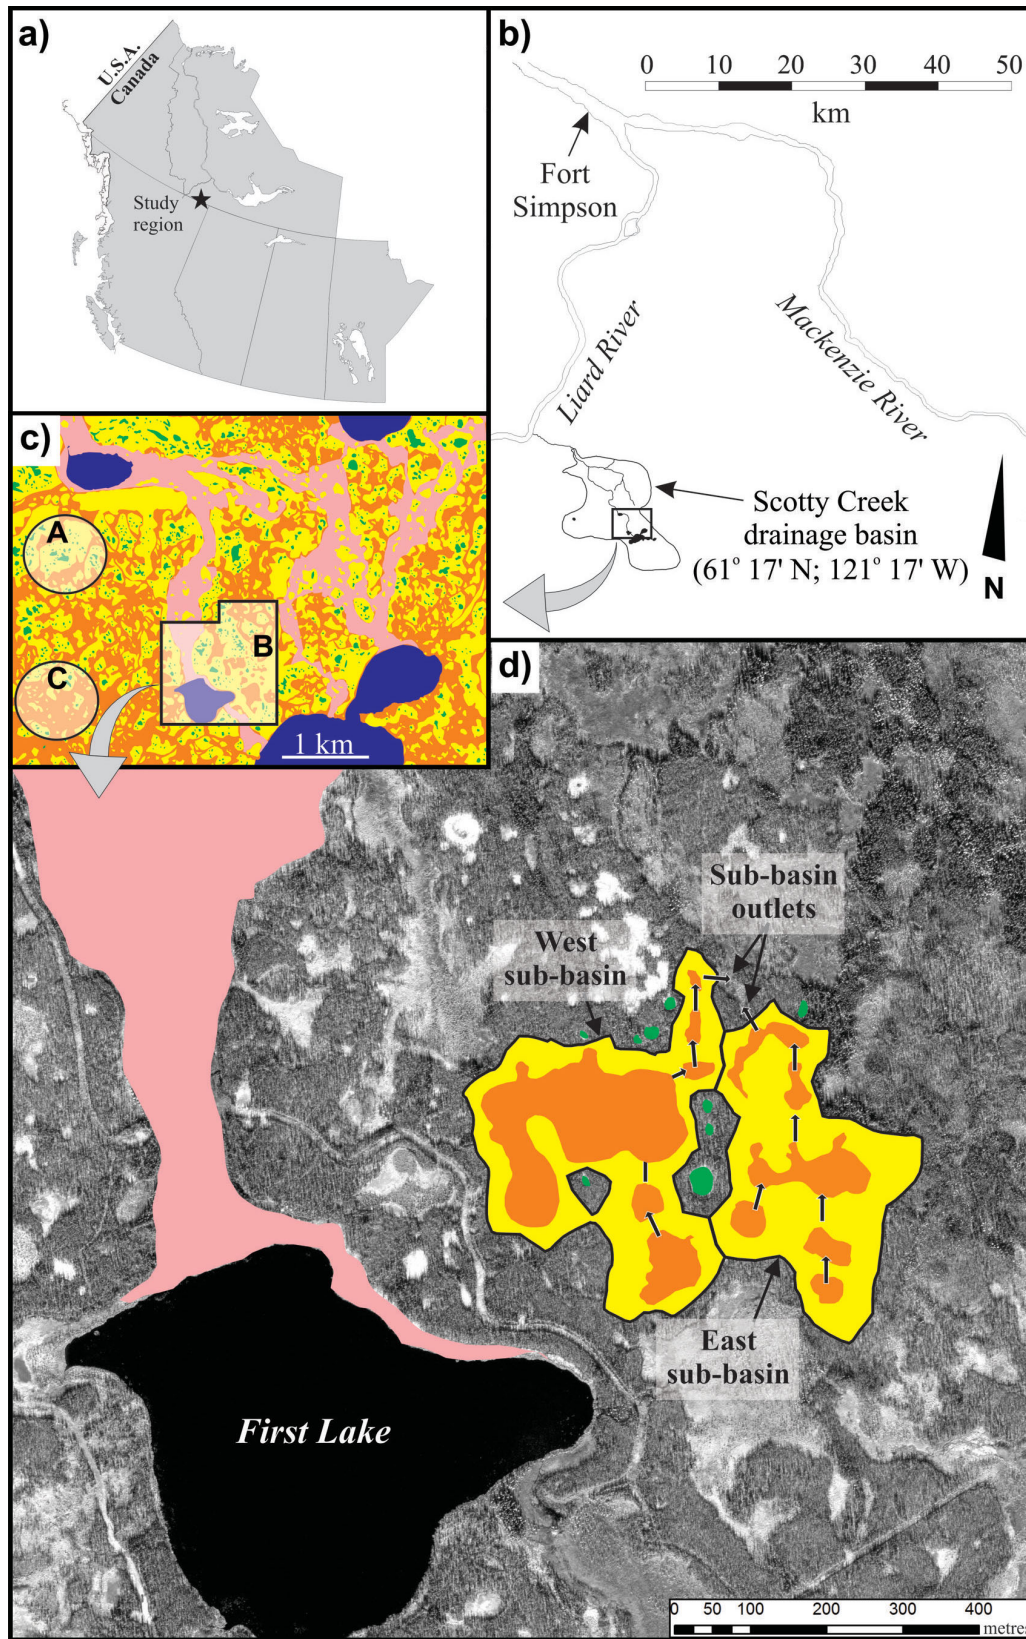 a)
U.S.A.
Canada
Study
region
b)
0 10 20 30 40 50
km
Fort
Simpson
Liard River
Mackenzie River
Scotty Creek
drainage basin
(61° 17' N; 121° 17' W)
N
c)
A
B
C
1 km
d)
Sub-basin
outlets
West
sub-basin
East
sub-basin
First Lake
0 50 100 200 300 400
metres